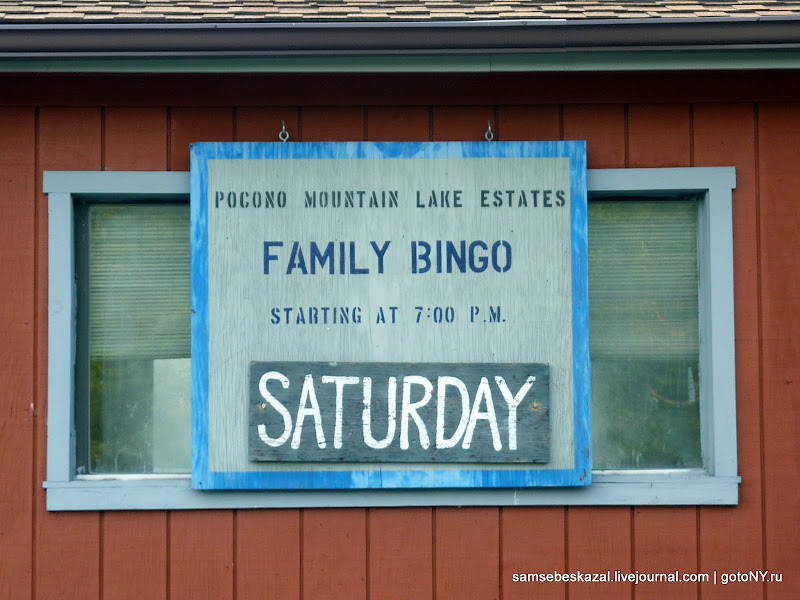 POCONO MOUNTAIN LAKE ESTATES
FAMILY BINGO
STARTING AT 7:00 P.M.
SATURDAY
samsebeskazal.livejournal.com | gotoNY.ru